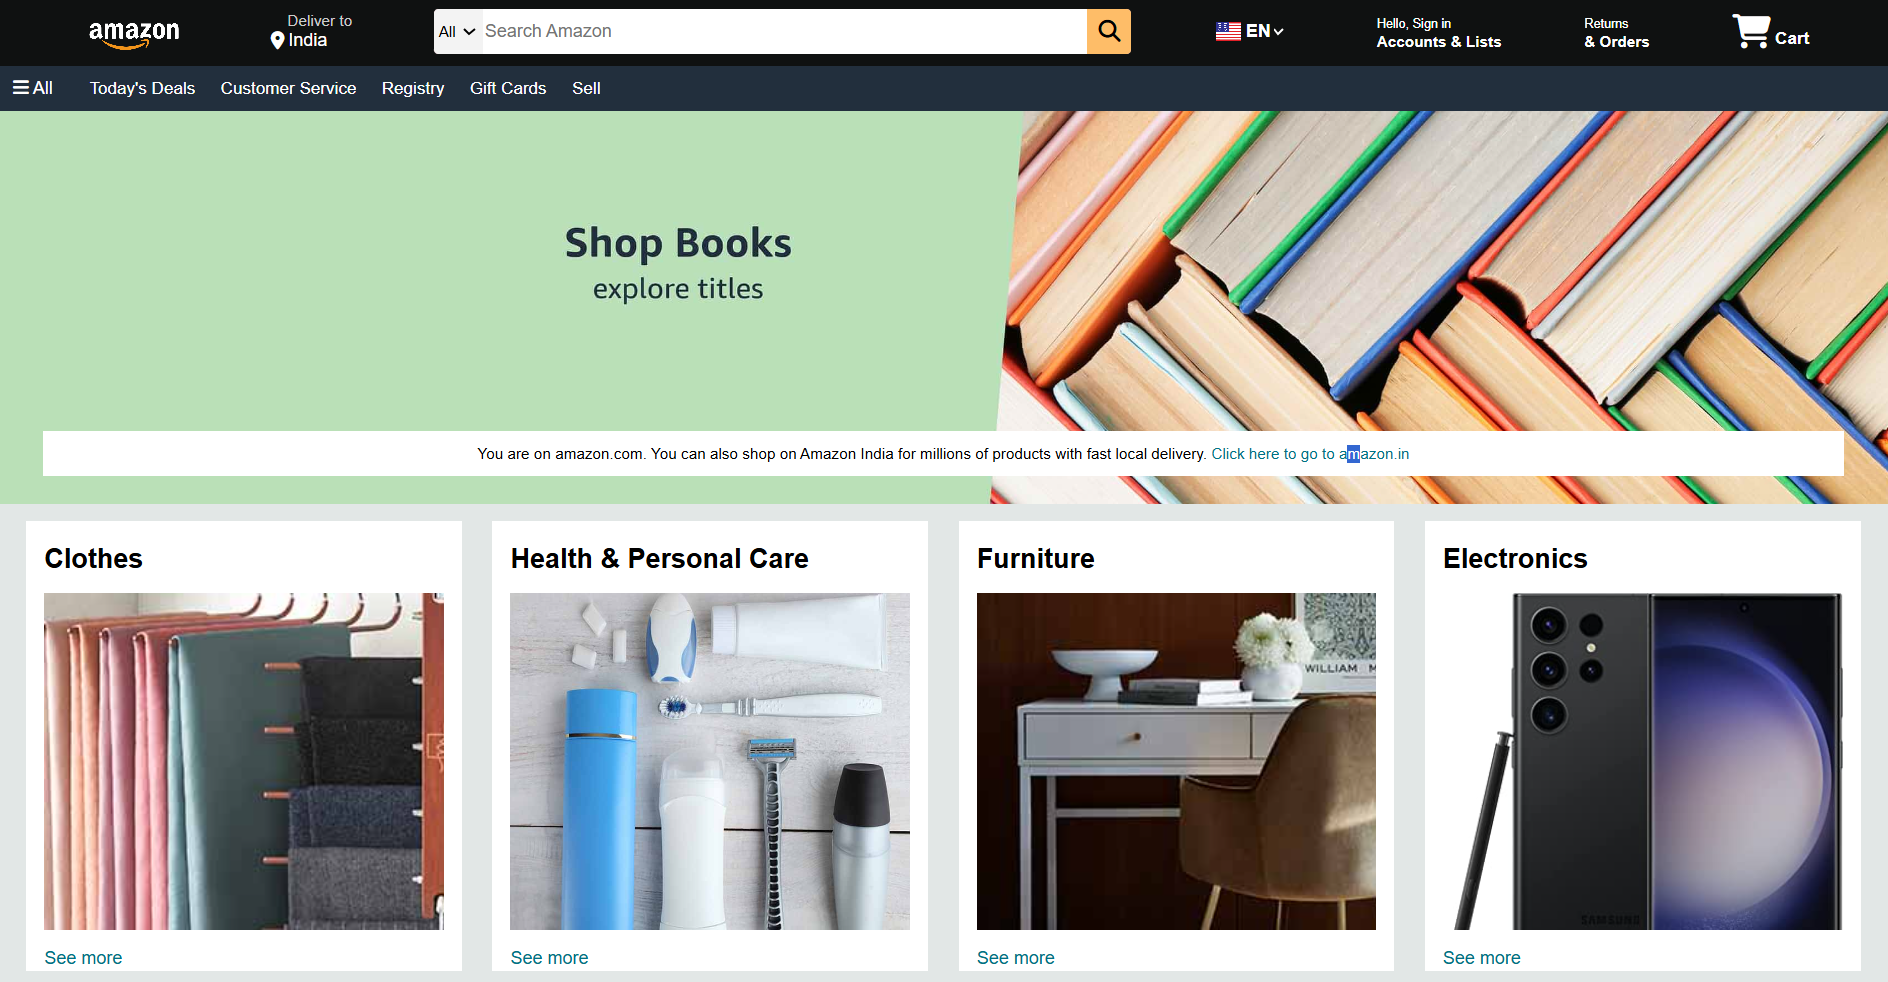 amazon
Deliver to
India
All
Search Amazon
EN
Hello, Sign in
Accounts & Lists
Returns
& Orders
Cart
All
Today's Deals
Customer Service
Registry
Gift Cards
Sell
Shop Books
explore titles
You are on amazon.com. You can also shop on Amazon India for millions of products with fast local delivery. Click here to go to amazon.in
Clothes
Health & Personal Care
Furniture
Electronics
WILLIAM M
SAMSUNG
See more
See more
See more
See more